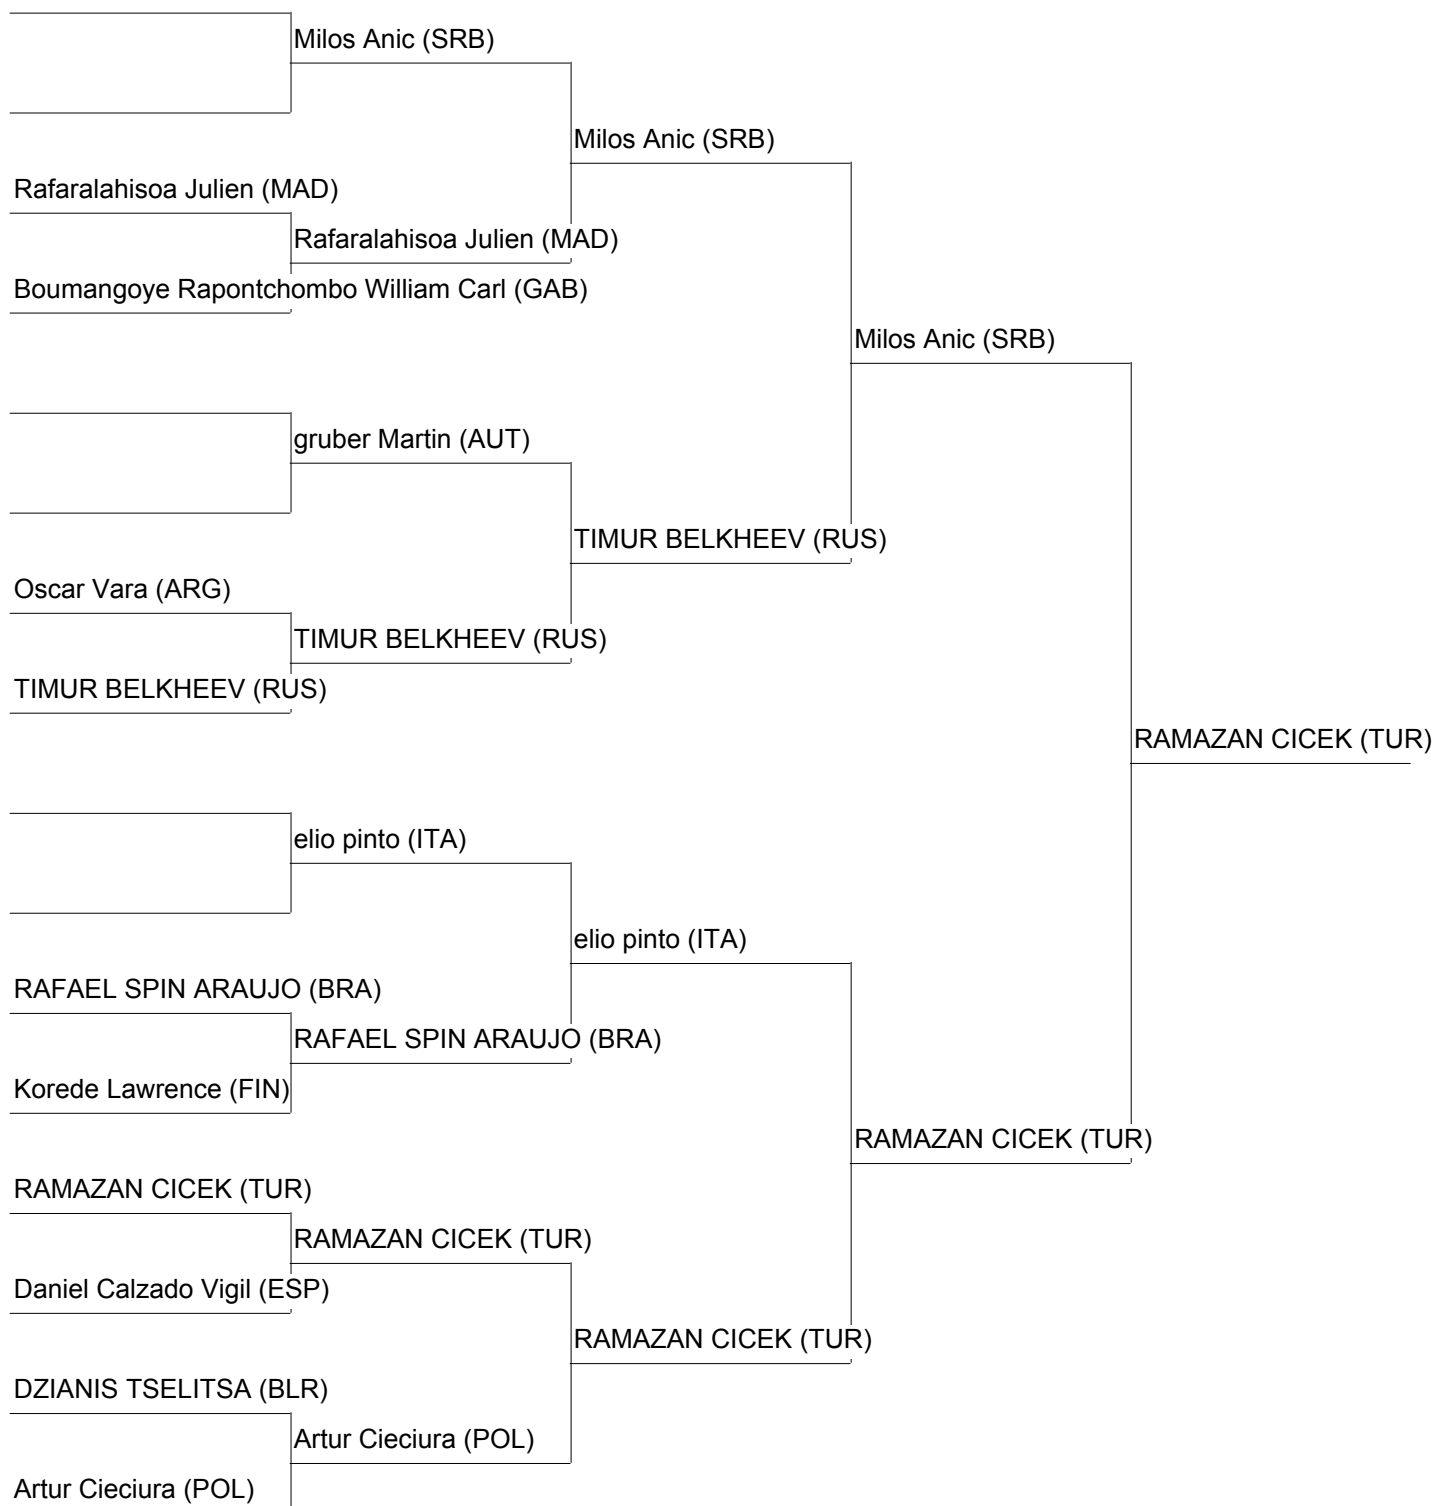 Milos Anic (SRB)
Milos Anic (SRB)
Rafaralahisoa Julien (MAD)
Rafaralahisoa Julien (MAD)
Boumangoye Rapontchombo William Carl (GAB)
Milos Anic (SRB)
gruber Martin (AUT)
TIMUR BELKHEEV (RUS)
Oscar Vara (ARG)
TIMUR BELKHEEV (RUS)
TIMUR BELKHEEV (RUS)
RAMAZAN CICEK (TUR)
elio pinto (ITA)
elio pinto (ITA)
RAFAEL SPIN ARAUJO (BRA)
RAFAEL SPIN ARAUJO (BRA)
Korede Lawrence (FIN)
RAMAZAN CICEK (TUR)
RAMAZAN CICEK (TUR)
RAMAZAN CICEK (TUR)
Daniel Calzado Vigil (ESP)
RAMAZAN CICEK (TUR)
DZIANIS TSELITSA (BLR)
Artur Cieciura (POL)
Artur Cieciura (POL)